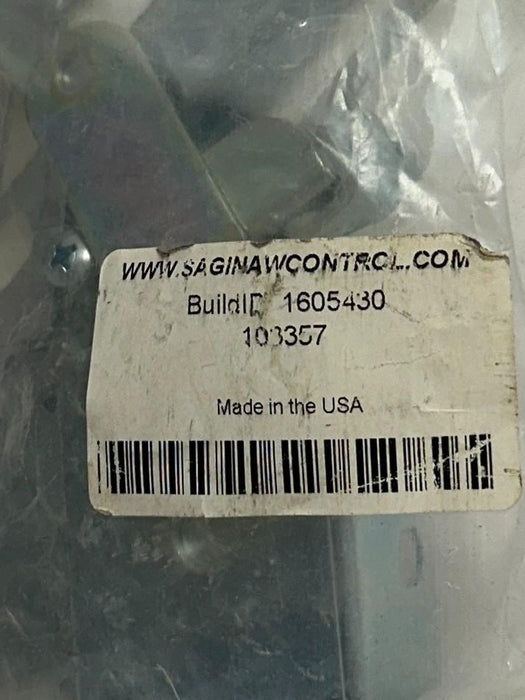 WWW.SAGINAWCONTROL.COM
BuildID 1605430
103357
Made in the USA